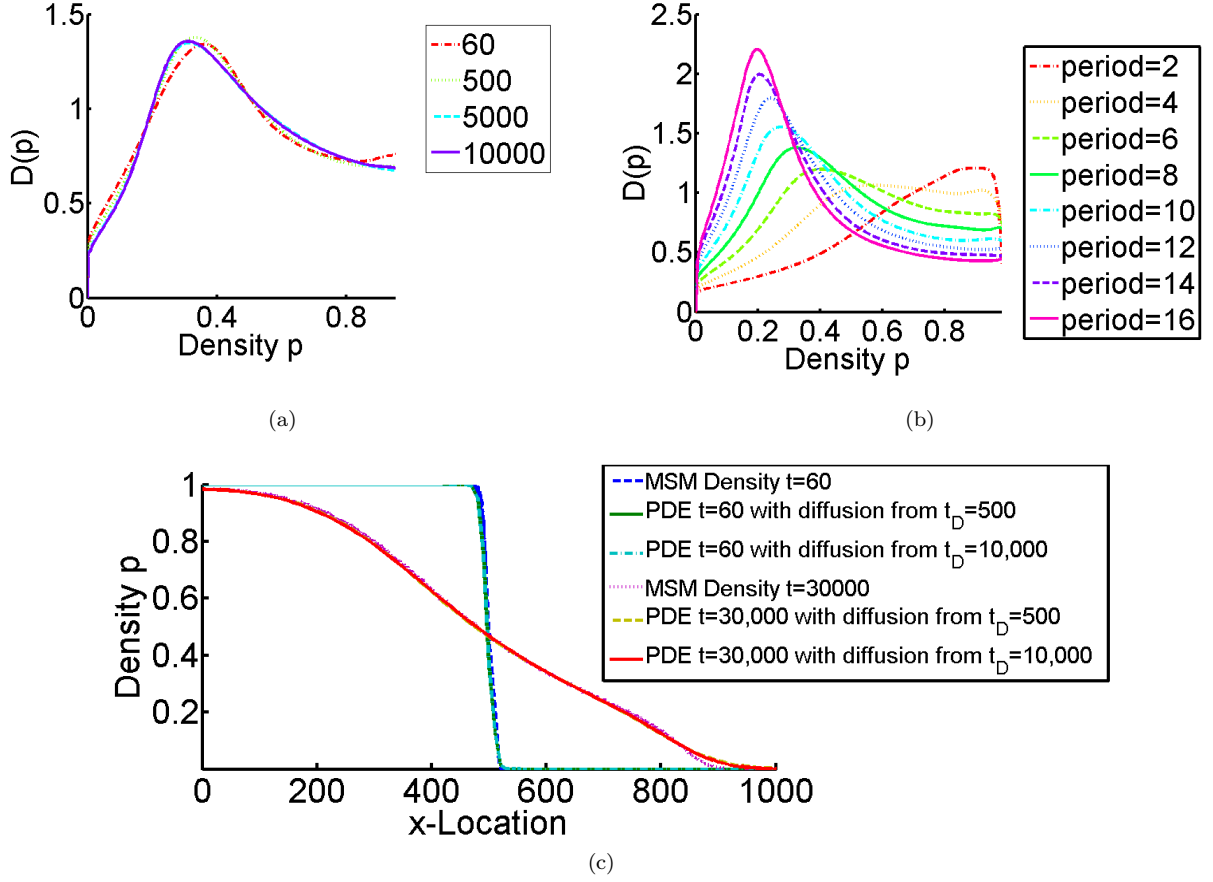 1.5
1
0.5
0
0
0.4
0.8
D(p)
Density p
60
500
5000
10000
(a)
2.5
2
1.5
1
0.5
0
0
0.2
0.4
0.6
0.8
D(p)
Density p
period=2
period=4
period=6
period=8
period=10
period=12
period=14
period=16
(b)
1
0.8
0.6
0.4
0.2
0
200
400
600
800
1000
Density p
x-Location
MSM Density t=60
PDE t=60 with diffusion from t_D=500
PDE t=60 with diffusion from t_D=10,000
MSM Density t=30000
PDE t=30,000 with diffusion from t_D=500
PDE t=30,000 with diffusion from t_D=10,000
(c)